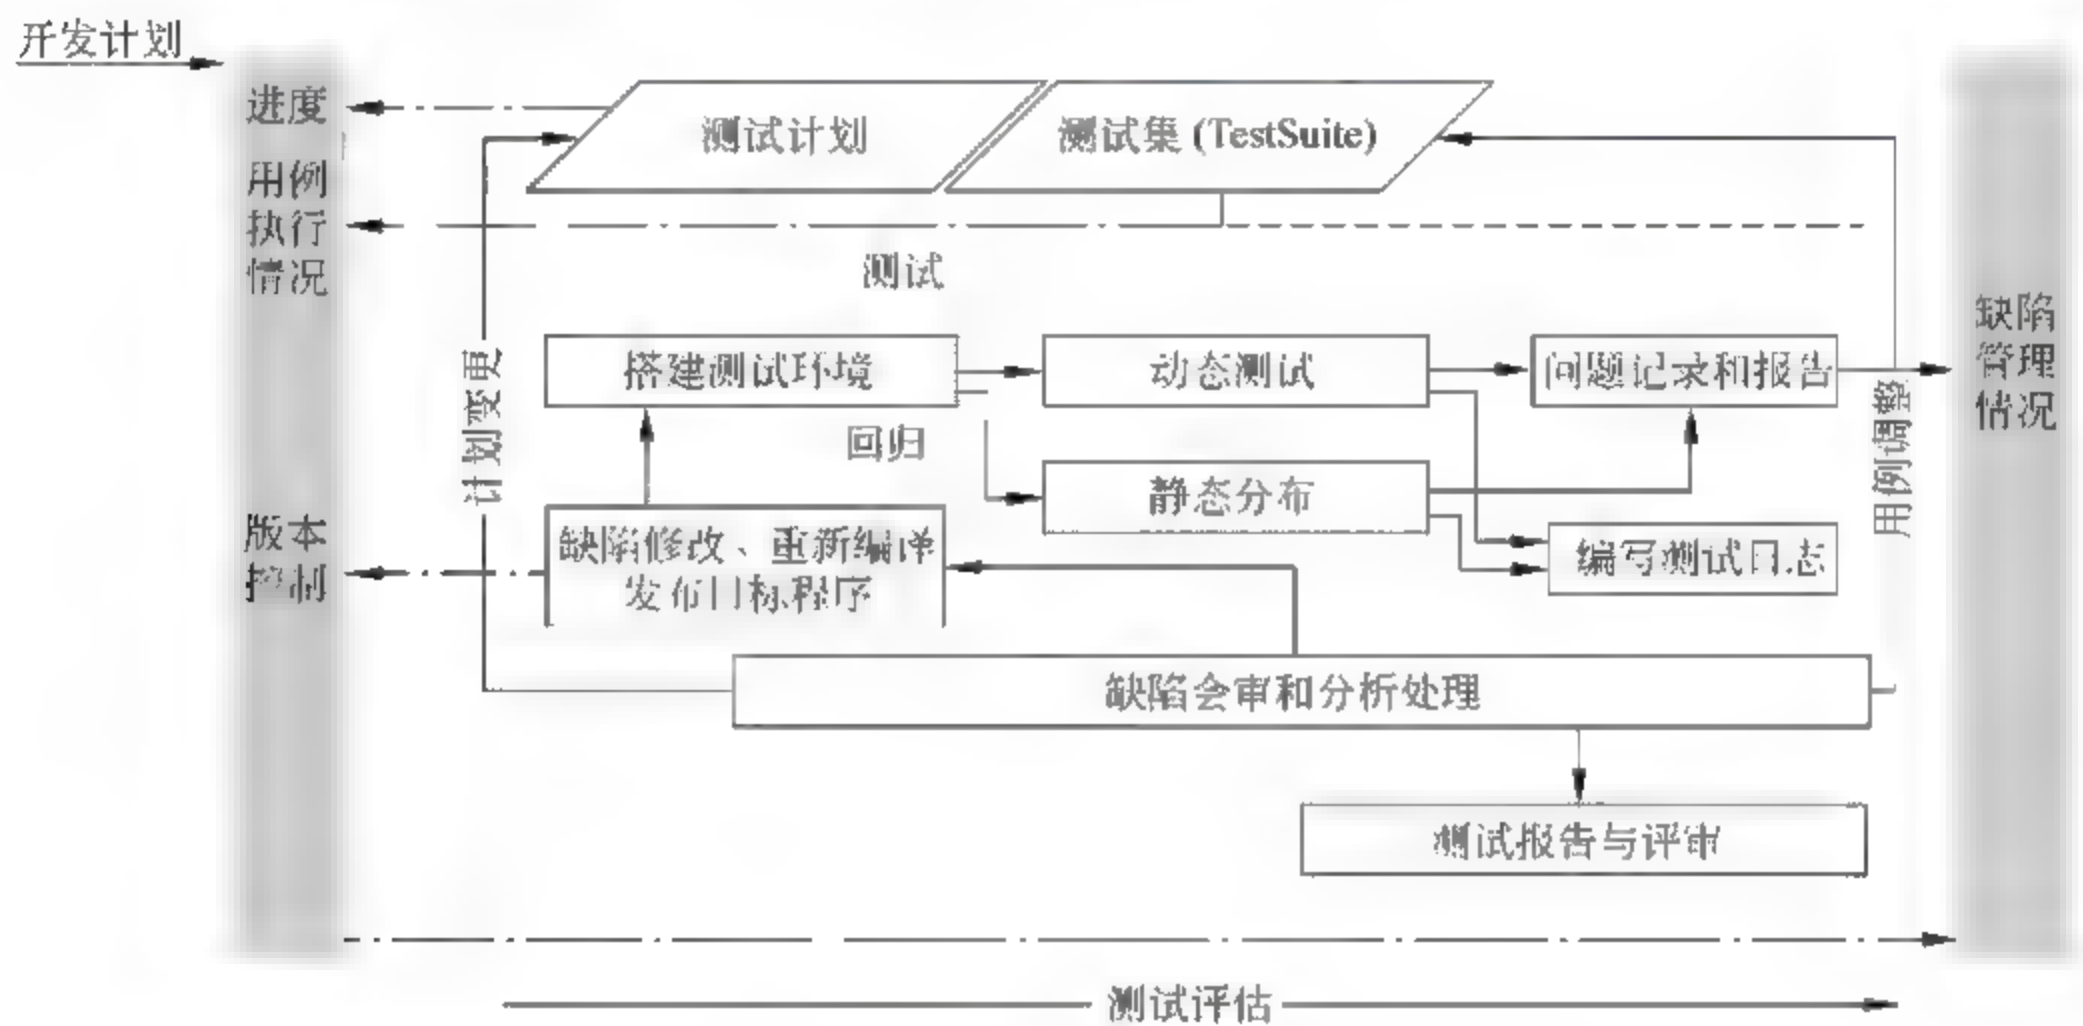 开发计划
进度
测试计划
测试集 (TestSuite)
用例
执行
情况
测试
缺陷
管理
情况
搭建测试环境
动态测试
问题记录和报告
计划变更
回归
用例调整
静态分布
版本
控制
缺陷修改、重新编译
发布目标程序
编写测试日志
缺陷会审和分析处理
测试报告与评审
测试评估